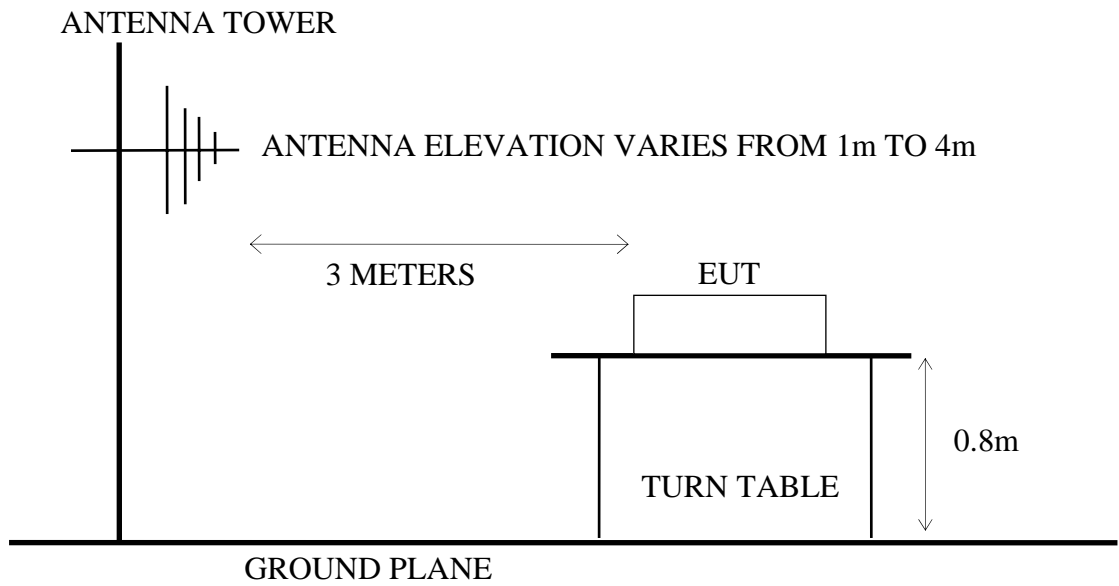 ANTENNA TOWER
ANTENNA ELEVATION VARIES FROM 1m TO 4m
3 METERS
EUT
0.8m
TURN TABLE
GROUND PLANE